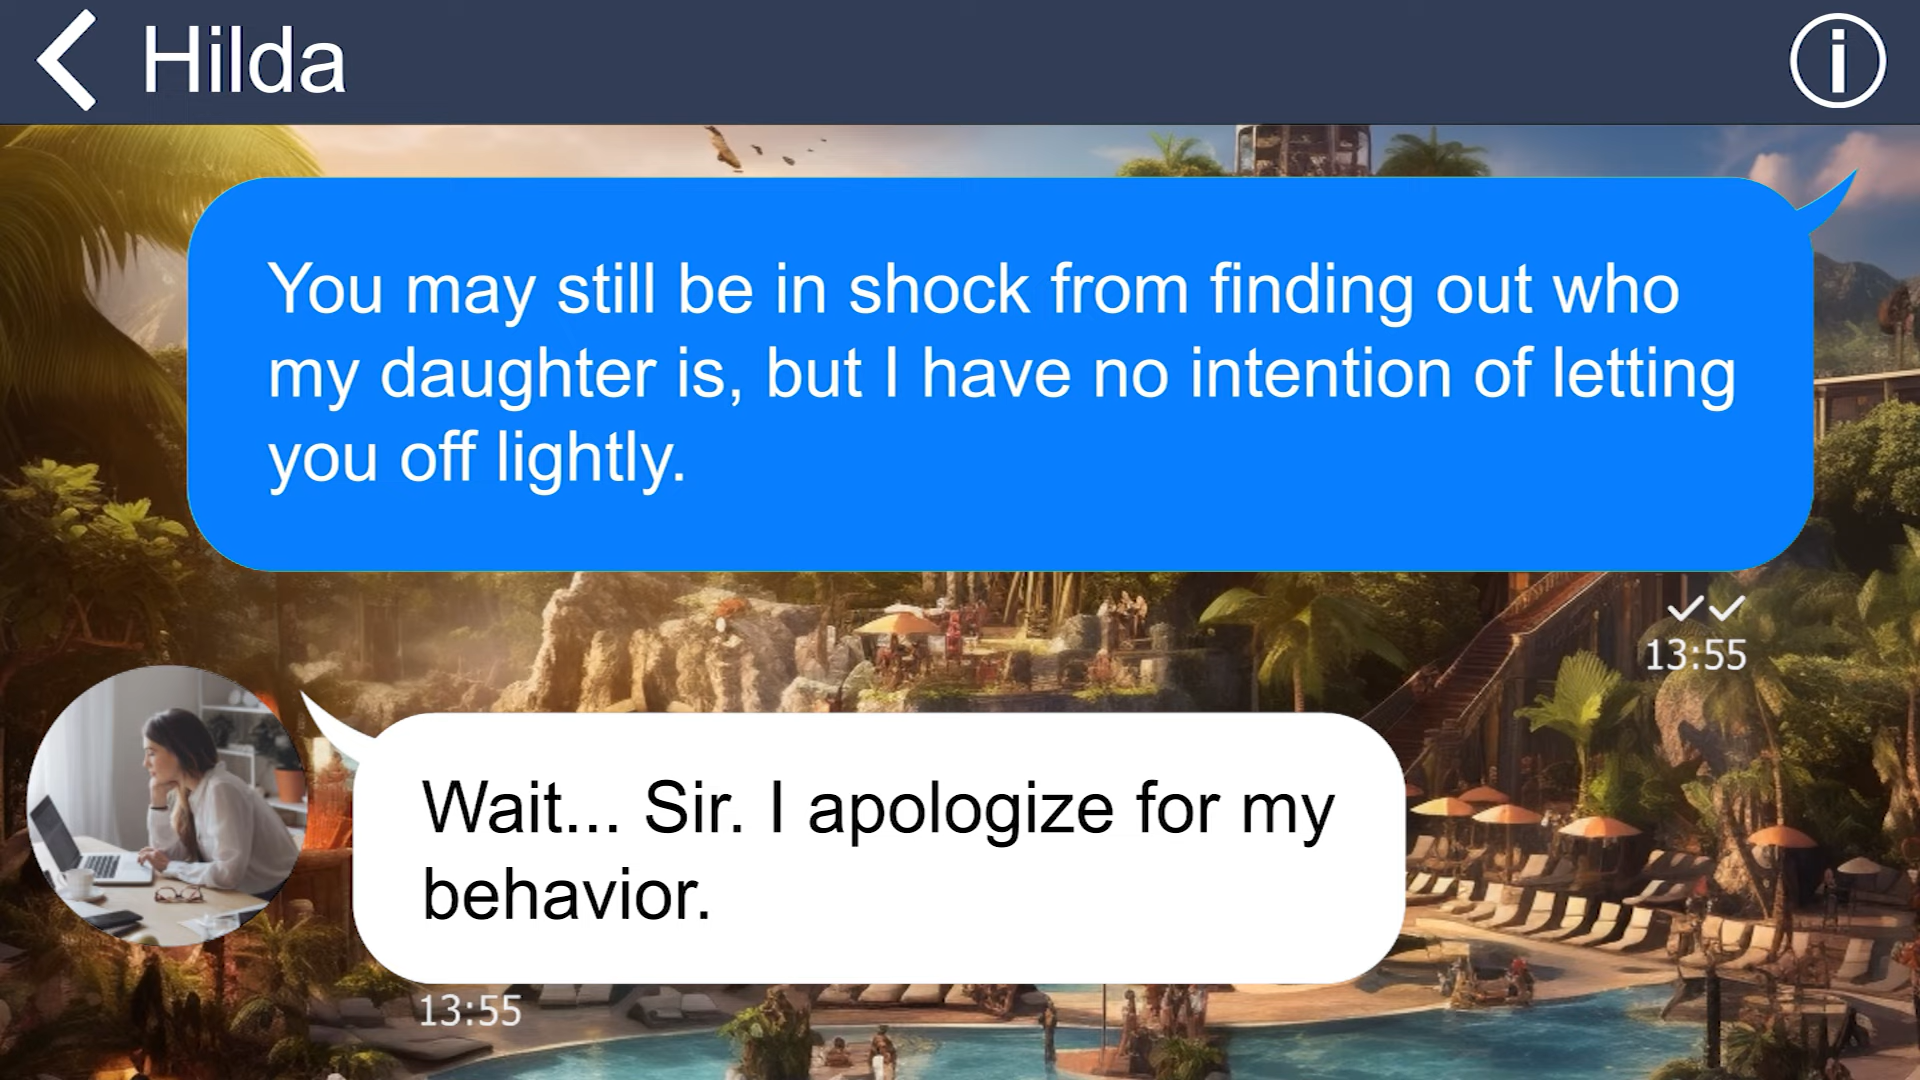 Hilda
You may still be in shock from finding out who
my daughter is, but I have no intention of letting
you off lightly.
13:55
Wait... Sir. I apologize for my
behavior.
13:55